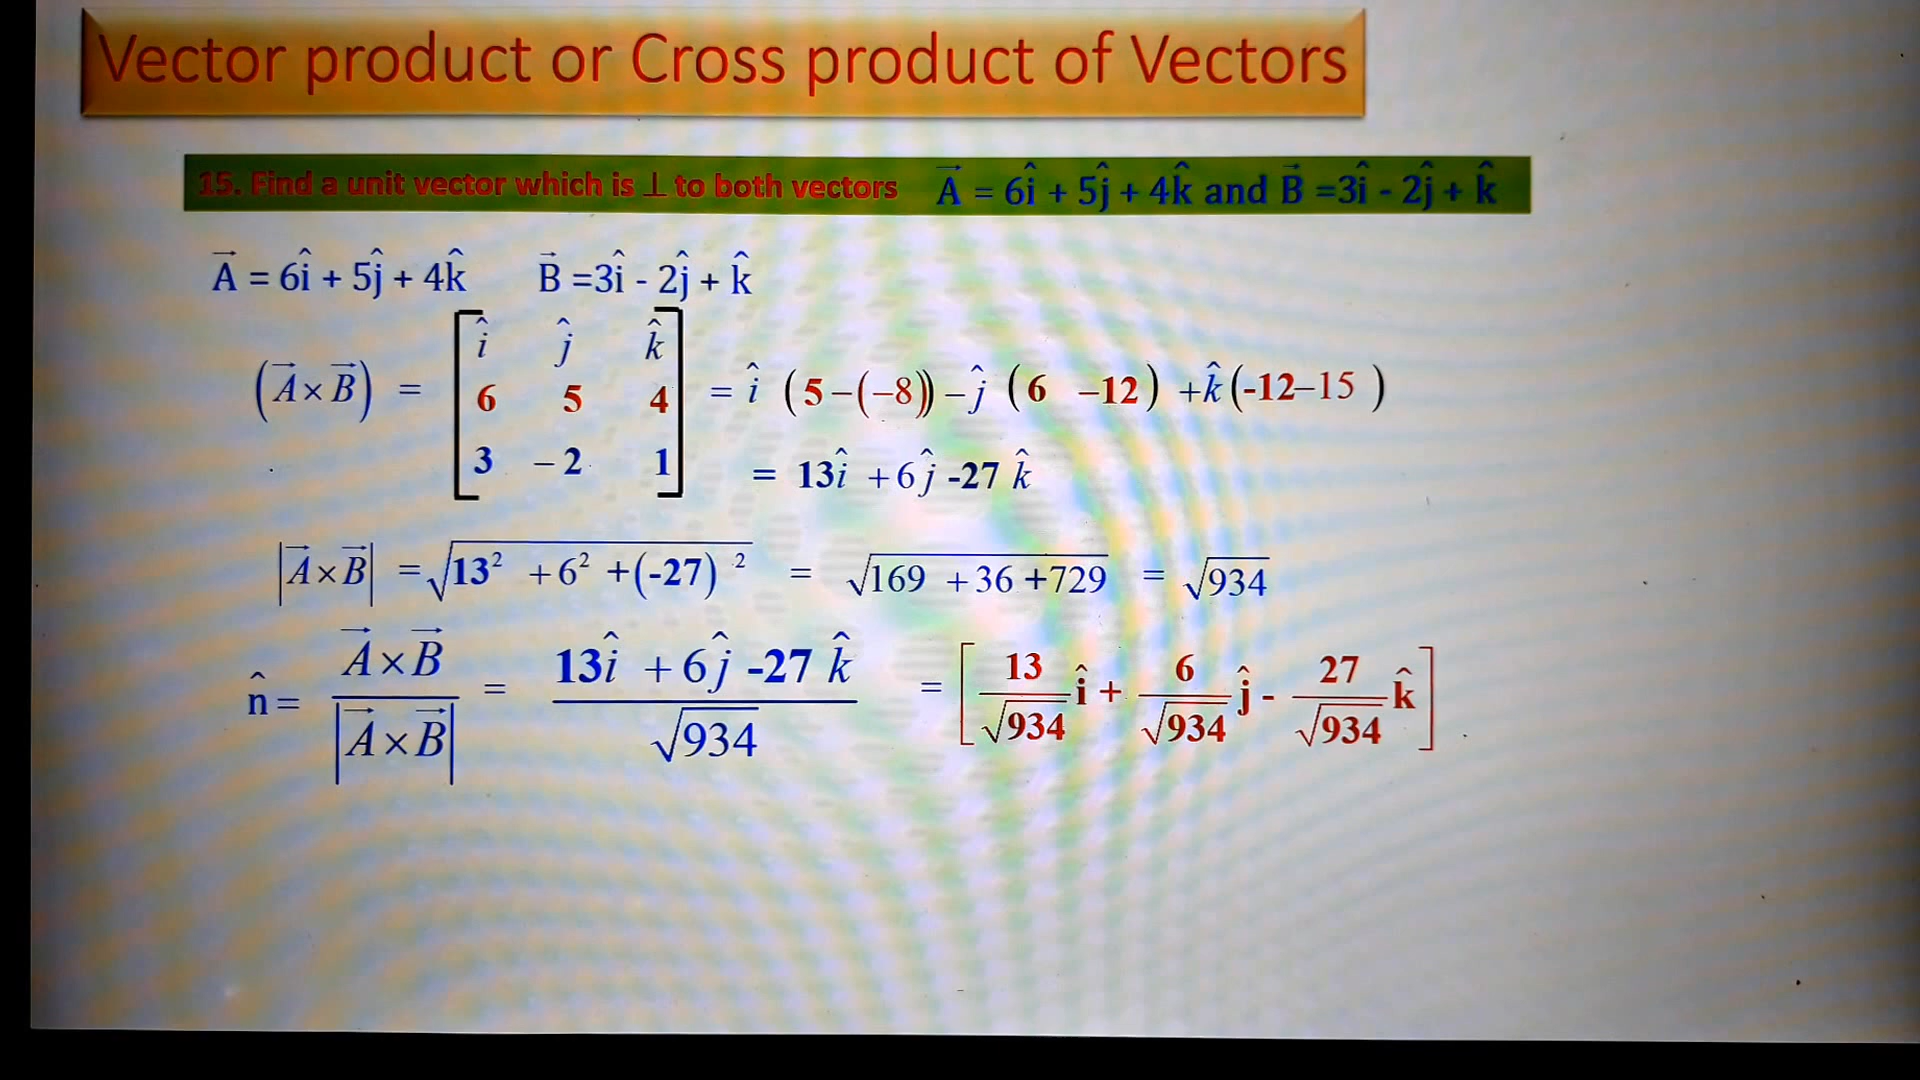 Vector product or Cross product of Vectors
15. Find a unit vector which is ⊥ to both vectors A⃗ = 6î + 5ĵ + 4k̂ and B⃗ =3î - 2ĵ + k̂
A⃗ = 6î + 5ĵ + 4k̂ B⃗ =3î - 2ĵ + k̂
(A⃗ × B⃗) = [î ĵ k̂
6 5 4
3 −2 1] = î (5−(−8)) −ĵ (6 −12) +k̂(-12−15 )
= 13î +6ĵ -27 k̂
|A⃗×B⃗| = √(13² +6² +(-27)²) = √(169 +36 +729) = √934
n̂ = (A⃗×B⃗)/|A⃗×B⃗| = (13î +6ĵ -27 k̂)/√934 = [13/√934 î + 6/√934 ĵ - 27/√934 k̂]